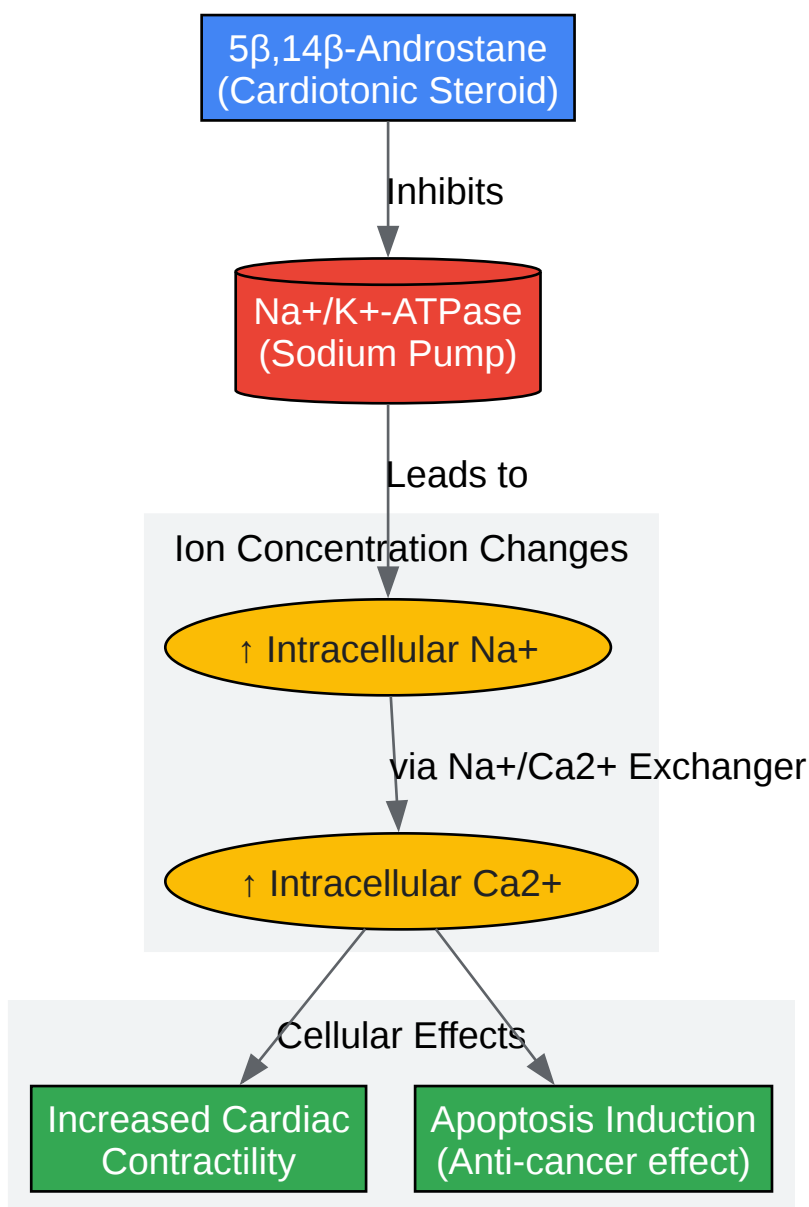 5β,14β-Androstane
(Cardiotonic Steroid)
Inhibits
Na+/K+-ATPase
(Sodium Pump)
Leads to
Ion Concentration Changes
↑ Intracellular Na+
via Na+/Ca2+ Exchanger
↑ Intracellular Ca2+
Cellular Effects
Increased Cardiac
Contractility
Apoptosis Induction
(Anti-cancer effect)